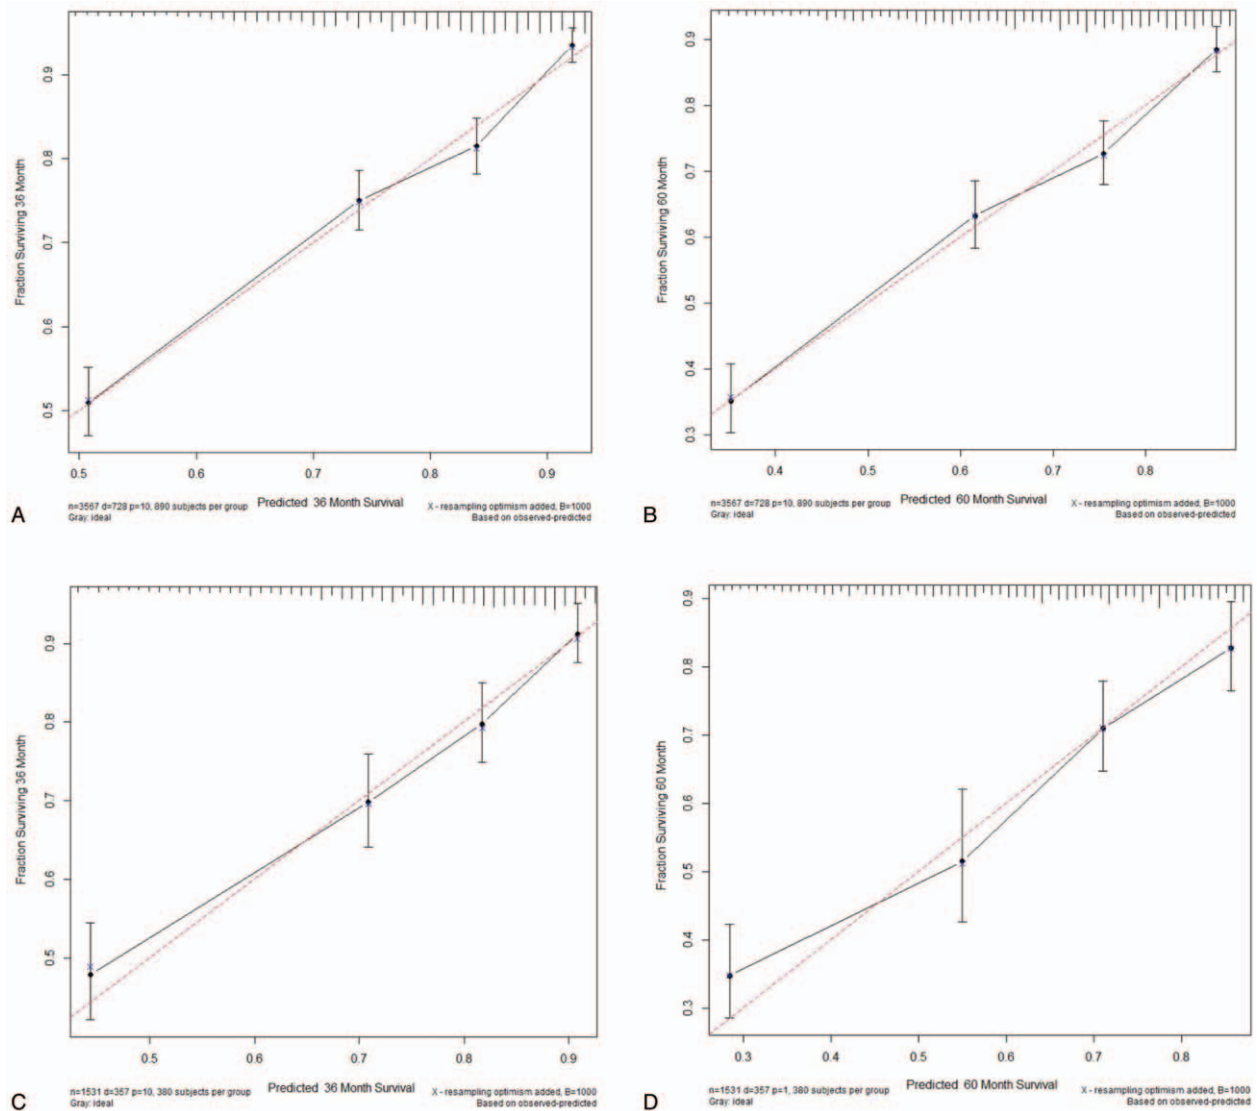 0.9
0.8
0.7
0.6
0.5
Fraction Surviving 36 Month
0.5 0.6 0.7 0.8 0.9
Predicted 36 Month Survival
n=3567 d=728 p=10, 890 subjects per group
Gray: ideal
X - resampling optimism added, B=1000
Based on observed-predicted
A
0.9
0.8
0.7
0.6
0.5
0.4
0.3
Fraction Surviving 60 Month
0.4 0.5 0.6 0.7 0.8
Predicted 60 Month Survival
n=3567 d=728 p=10, 890 subjects per group
Gray: ideal
X - resampling optimism added, B=1000
Based on observed-predicted
B
0.9
0.8
0.7
0.6
0.5
Fraction Surviving 36 Month
0.5 0.6 0.7 0.8 0.9
Predicted 36 Month Survival
n=1531 d=357 p=10, 380 subjects per group
Gray: ideal
X - resampling optimism added, B=1000
Based on observed-predicted
C
0.9
0.8
0.7
0.6
0.5
0.4
0.3
Fraction Surviving 60 Month
0.3 0.4 0.5 0.6 0.7 0.8
Predicted 60 Month Survival
n=1531 d=357 p=1, 380 subjects per group
Gray: ideal
X - resampling optimism added, B=1000
Based on observed-predicted
D